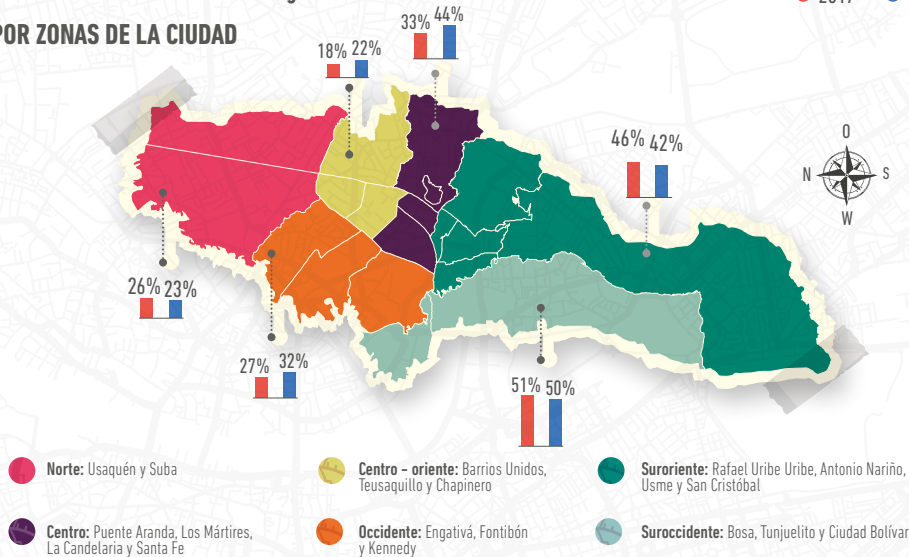 2017
POR ZONAS DE LA CIUDAD
33% 44%
18% 22%
46% 42%
O
N S
W
26% 23%
27% 32%
51% 50%
Norte: Usaquén y Suba
Centro - oriente: Barrios Unidos,
Teusaquillo y Chapinero
Suroriente: Rafael Uribe Uribe, Antonio Nariño,
Usme y San Cristóbal
Centro: Puente Aranda, Los Mártires,
La Candelaria y Santa Fe
Occidente: Engativá, Fontibón
y Kennedy
Suroccidente: Bosa, Tunjuelito y Ciudad Bolívar